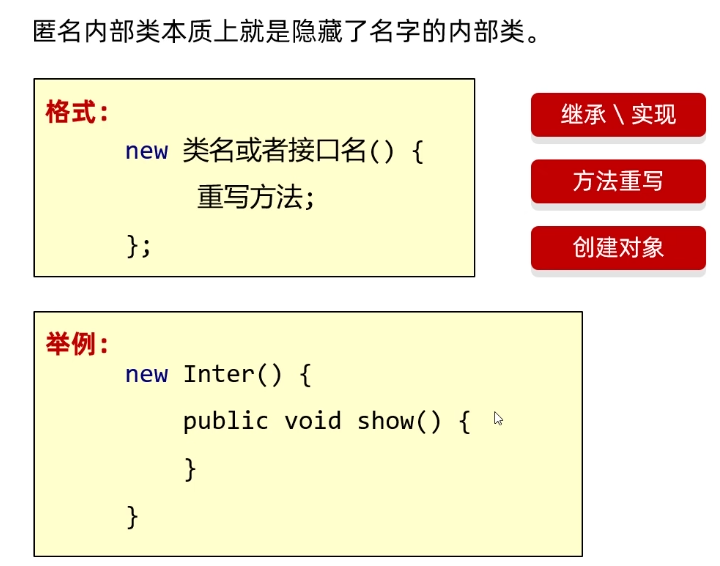 匿名内部类本质上就是隐藏了名字的内部类。
格式：
new 类名或者接口名() {
重写方法;
};
继承 \ 实现
方法重写
创建对象
举例：
new Inter() {
public void show() {
}
}